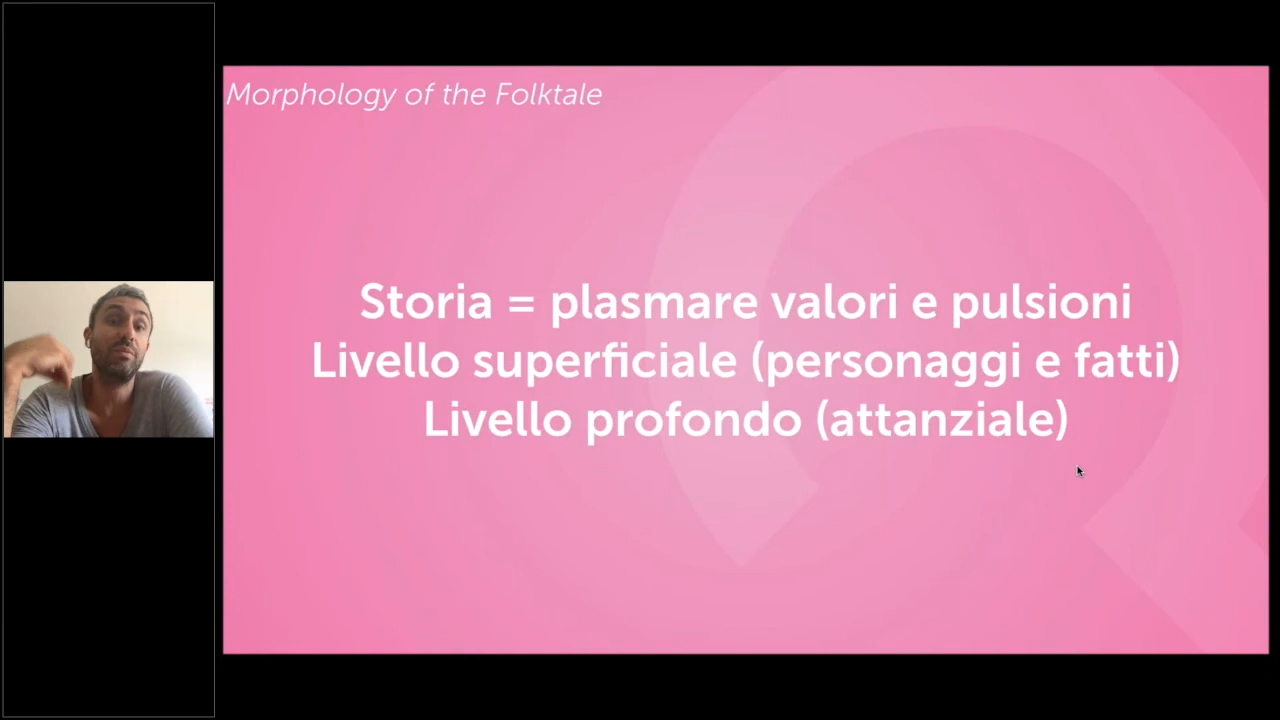 Morphology of the Folktale
Storia = plasmare valori e pulsioni
Livello superficiale (personaggi e fatti)
Livello profondo (attanziale)